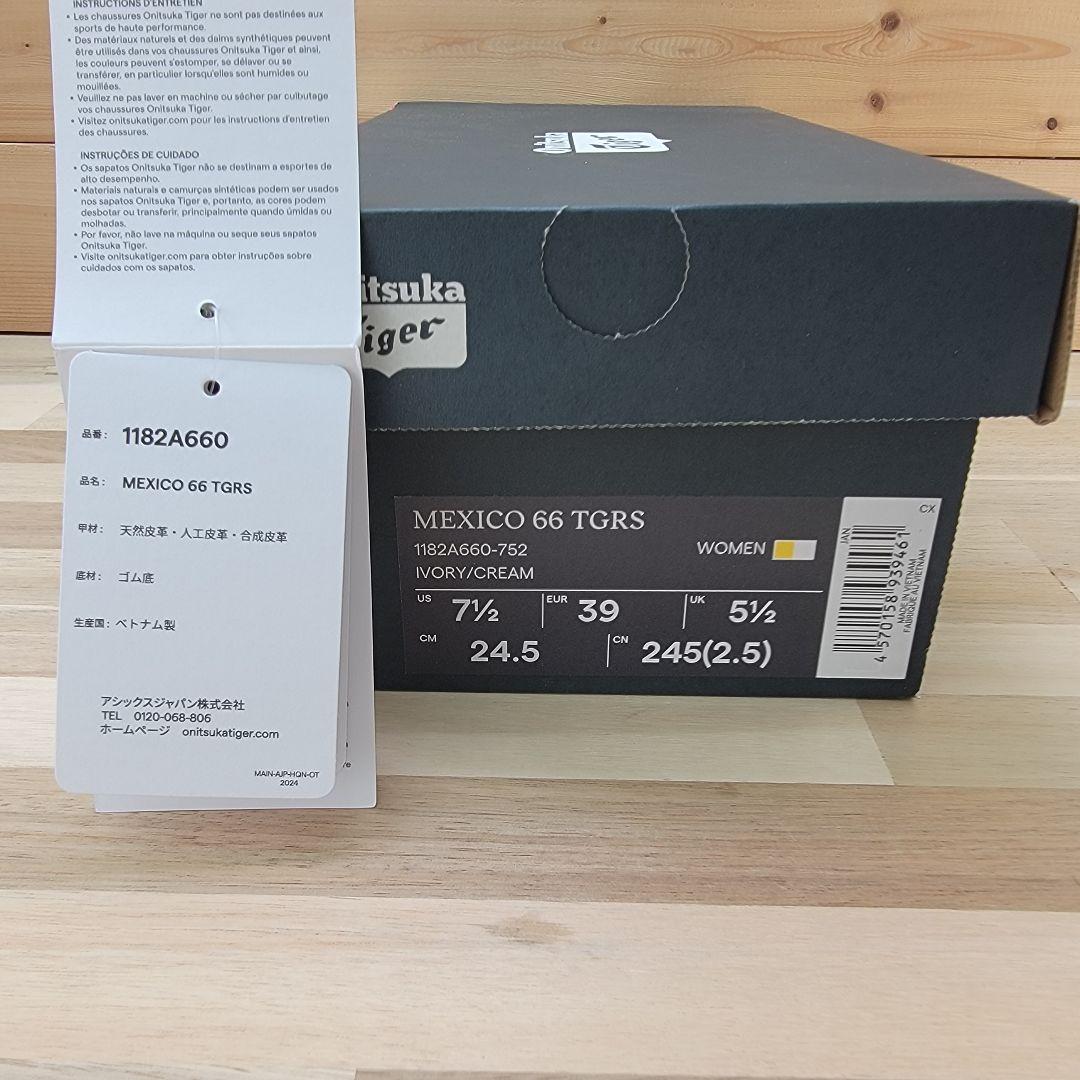 INSTRUCTIONS D'ENTRETIEN
• Les chaussures Onitsuka Tiger ne sont pas destinées aux
sports de haute performance.
• Des matériaux naturels et des daims synthétiques peuvent
être utilisés dans vos chaussures Onitsuka Tiger et ainsi,
les couleurs peuvent s'estomper, se délaver ou se
transférer, en particulier lorsqu'elles sont humides ou
mouillées.
• Veuillez ne pas laver en machine ou sécher par culbutage
vos chaussures Onitsuka Tiger.
• Visitez onitsukatiger.com pour les instructions d'entretien
des chaussures.
INSTRUÇÕES DE CUIDADO
• Os sapatos Onitsuka Tiger não se destinam a esportes de
alto desempenho.
• Materiais naturais e camurças sintéticas podem ser usados
nos sapatos Onitsuka Tiger e, portanto, as cores podem
desbotar ou transferir, principalmente quando úmidas ou
molhadas.
• Por favor, não lave na máquina ou seque seus sapatos
Onitsuka Tiger.
• Visite onitsukatiger.com para obter instruções sobre
cuidados com os sapatos.
品番: 1182A660
品名: MEXICO 66 TGRS
甲材: 天然皮革・人工皮革・合成皮革
底材: ゴム底
生産国: ベトナム製
アシックスジャパン株式会社
TEL 0120-068-806
ホームページ onitsukatiger.com
MAIN-AJP-HQN-OT
2024
Onitsuka
Tiger
itsuka
iger
MEXICO 66 TGRS
1182A660-752
IVORY/CREAM
WOMEN
US 7½ EUR 39 UK 5½
CM 24.5 CN 245(2.5)
CX
JAN
4 570158 939461
MADE IN VIETNAM
FABRIQUÉ AU VIETNAM